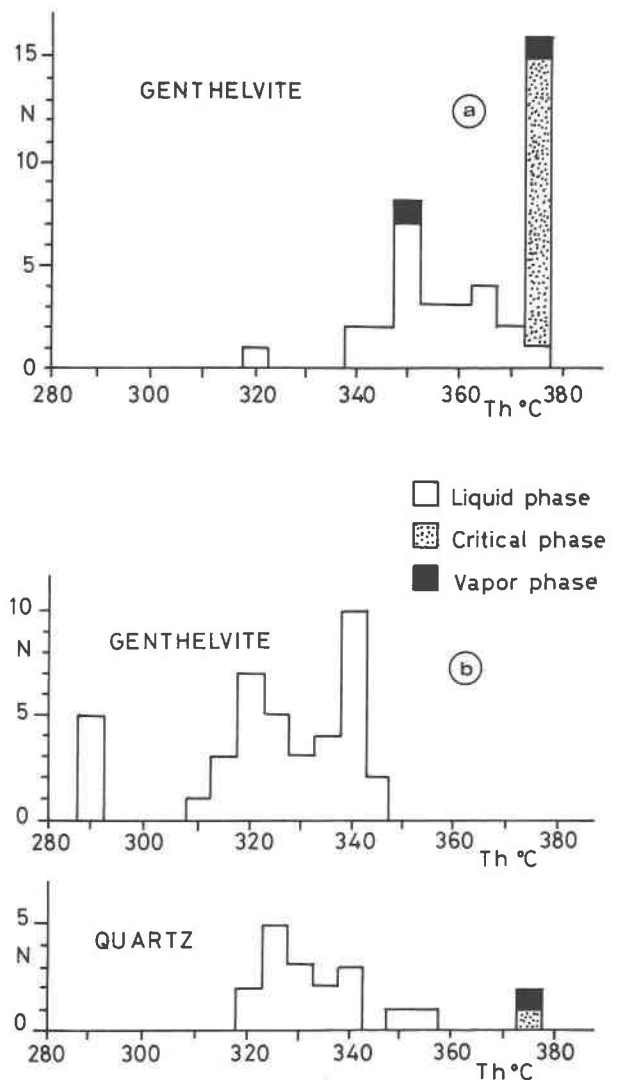 15
N
GENTHELVITE
a
10
5
0
280 300 320 340 360 Th °C 380
Liquid phase
Critical phase
Vapor phase
10
N
GENTHELVITE
b
5
0
280 300 320 340 360 380
Th °C
5
N
QUARTZ
0
280 300 320 340 360 380
Th °C